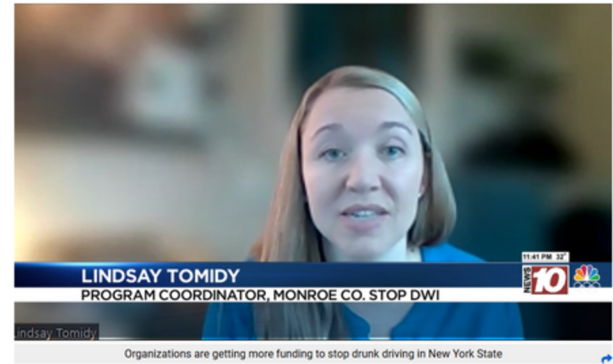 11:41 PM 32°
LINDSAY TOMIDY
NEWS 10
PROGRAM COORDINATOR, MONROE CO. STOP DWI
Lindsay Tomidy
Organizations are getting more funding to stop drunk driving in New York State